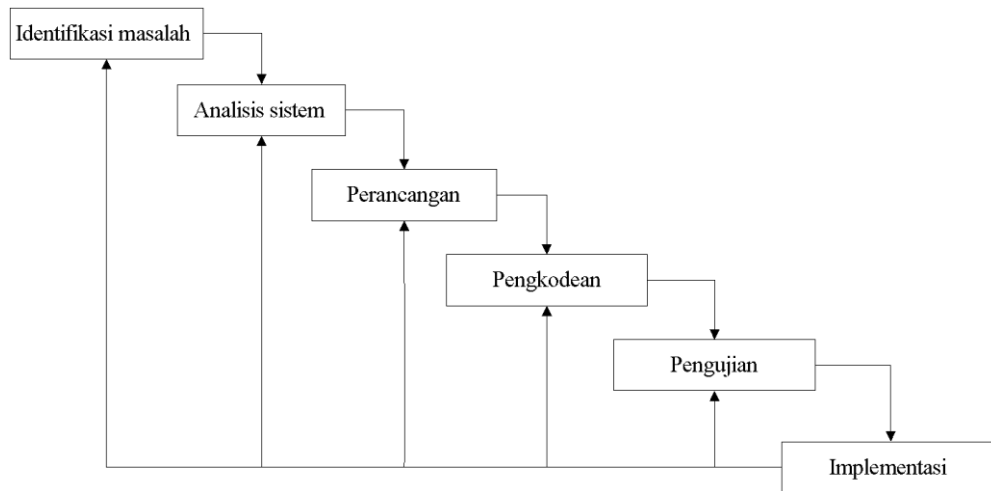 Identifikasi masalah
Analisis sistem
Perancangan
Pengkodean
Pengujian
Implementasi